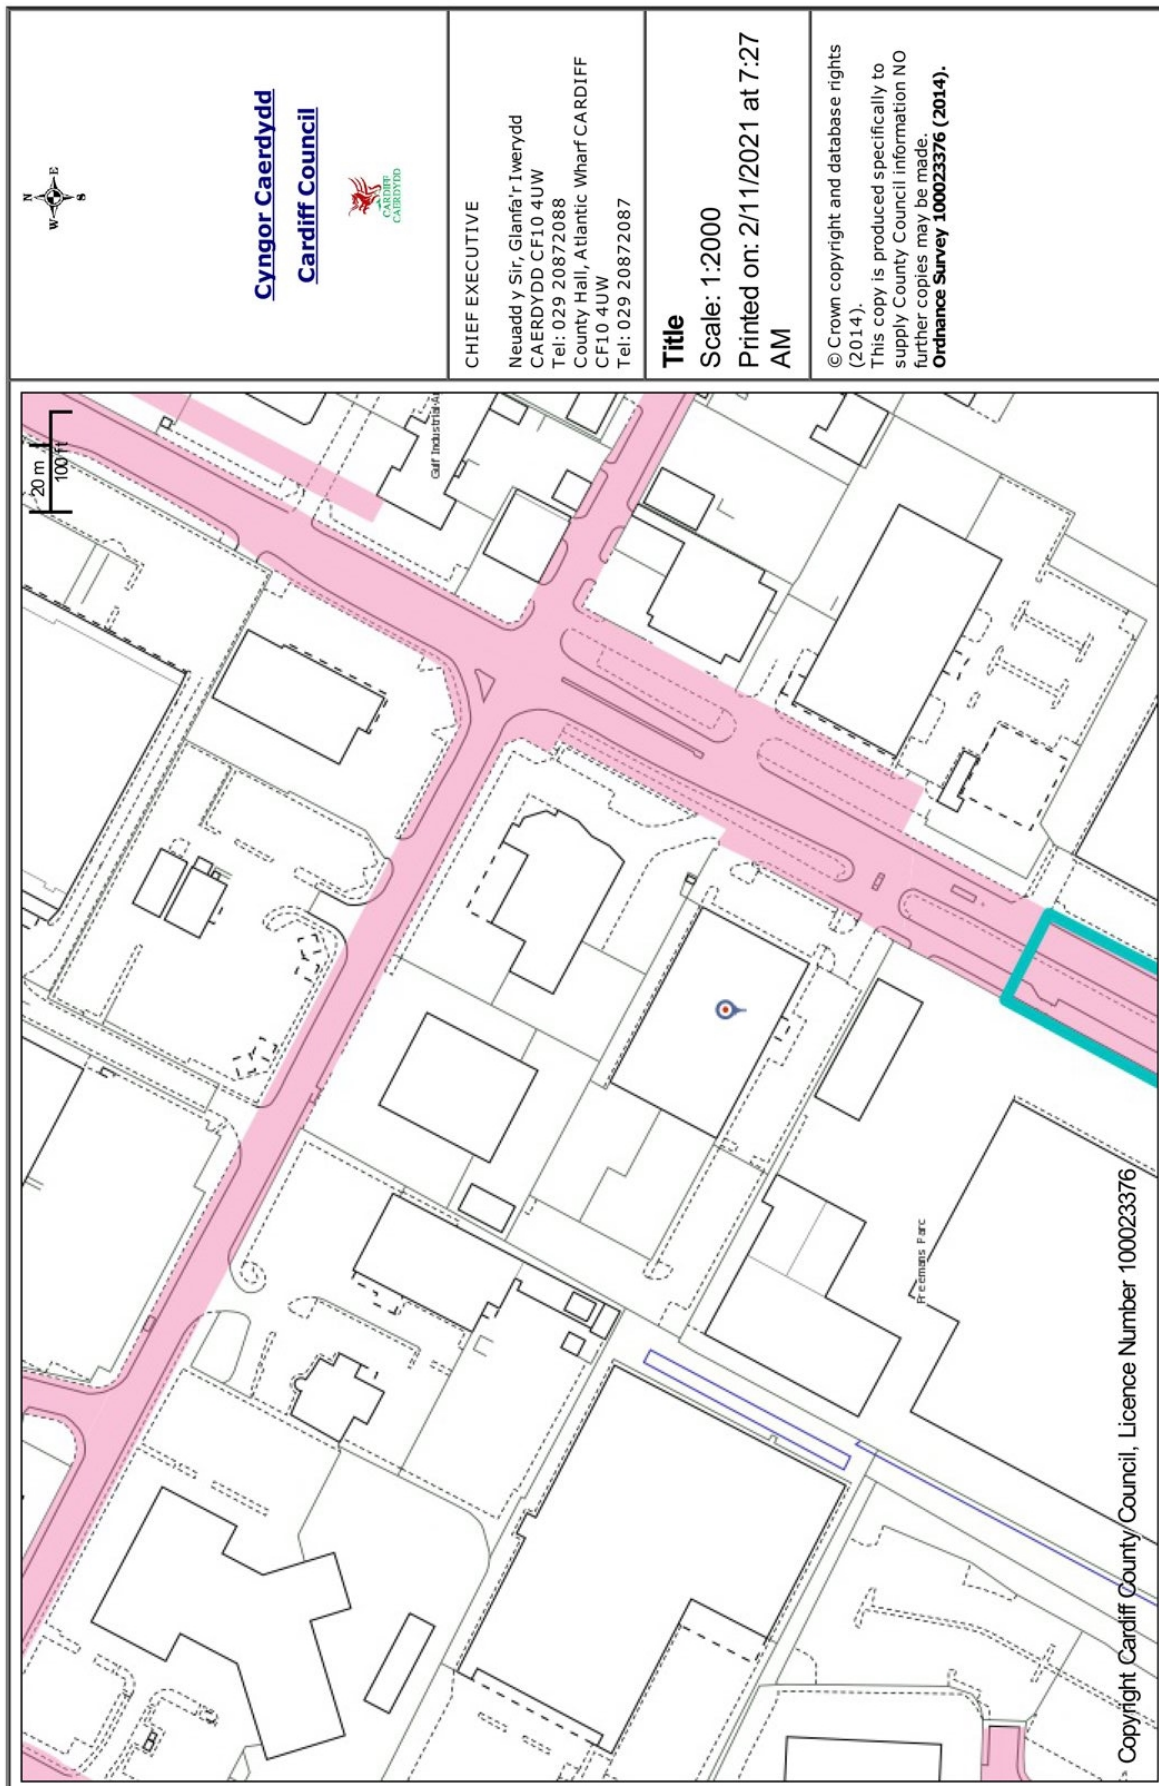 N
W E
S
Cyngor Caerdydd
Cardiff Council
CARDIFF
CAERDYDD
CHIEF EXECUTIVE
Neuadd y Sir, Glanfa'r Iwerydd
CAERDYDD CF10 4UW
Tel: 029 20872088
County Hall, Atlantic Wharf CARDIFF
CF10 4UW
Tel: 029 20872087
Title
Scale: 1:2000
Printed on: 2/11/2021 at 7:27
AM
© Crown copyright and database rights
(2014).
This copy is produced specifically to
supply County Council information NO
further copies may be made.
Ordnance Survey 100023376 (2014).
20 m
100 ft
Gulf Industrial
Freemans Parc
Copyright Cardiff County Council, Licence Number 100023376